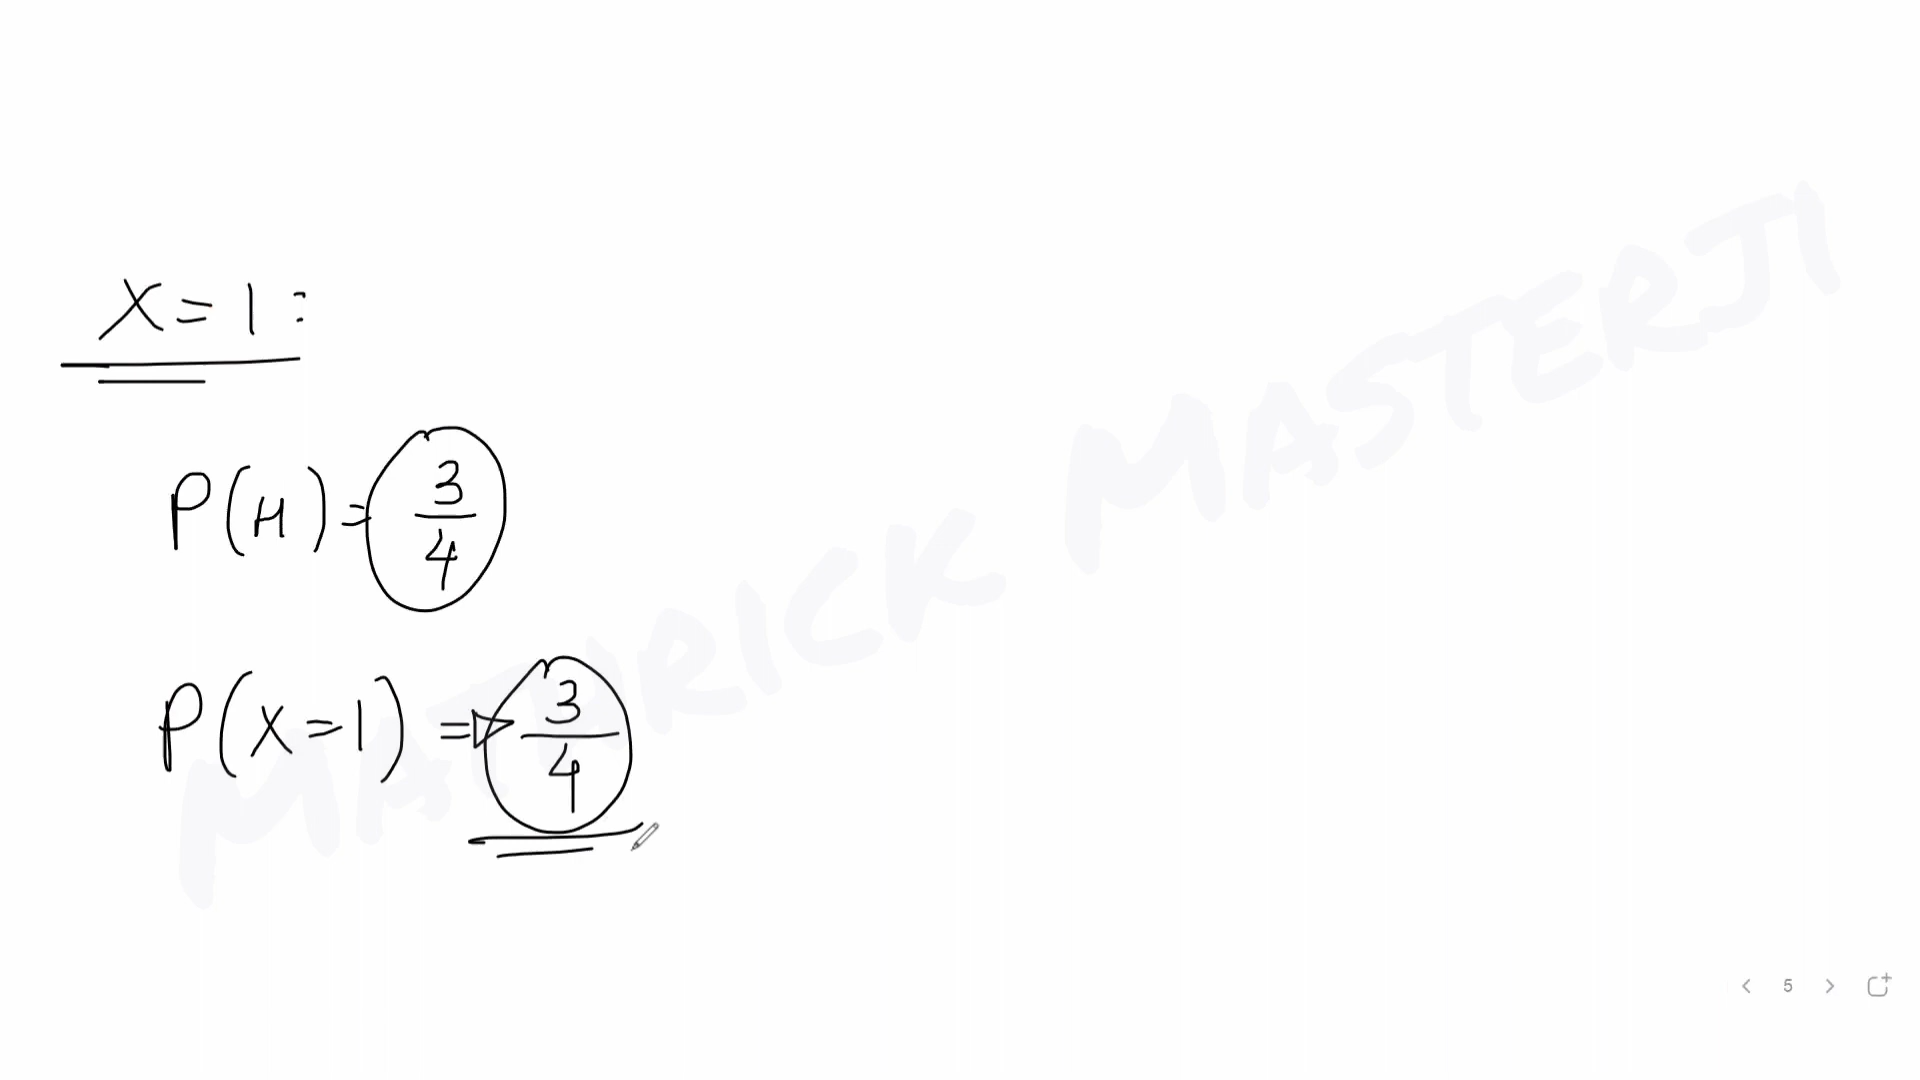 X = 1 :
P(H) = 3/4
P(X=1) => 3/4
MATHRICK MASTERJI
5